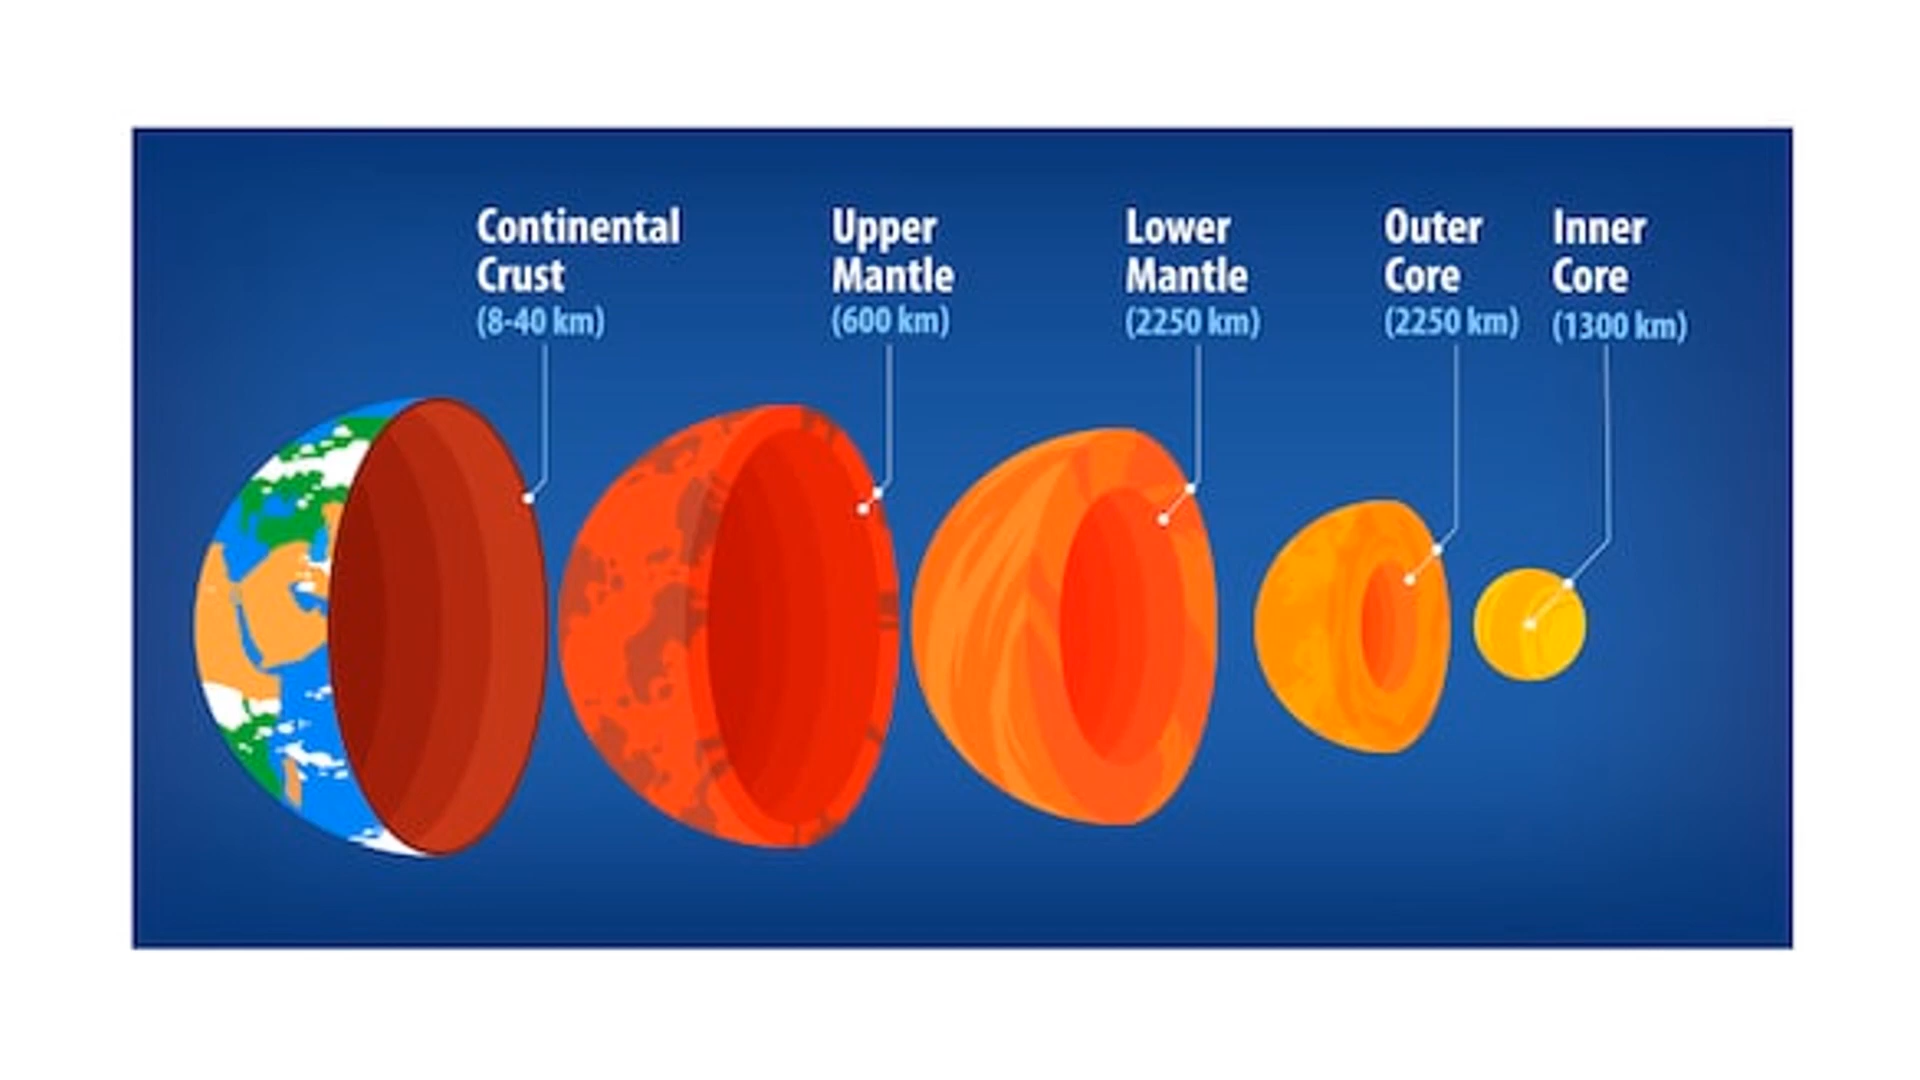 Continental
Crust
(8-40 km)
Upper
Mantle
(600 km)
Lower
Mantle
(2250 km)
Outer
Core
(2250 km)
Inner
Core
(1300 km)